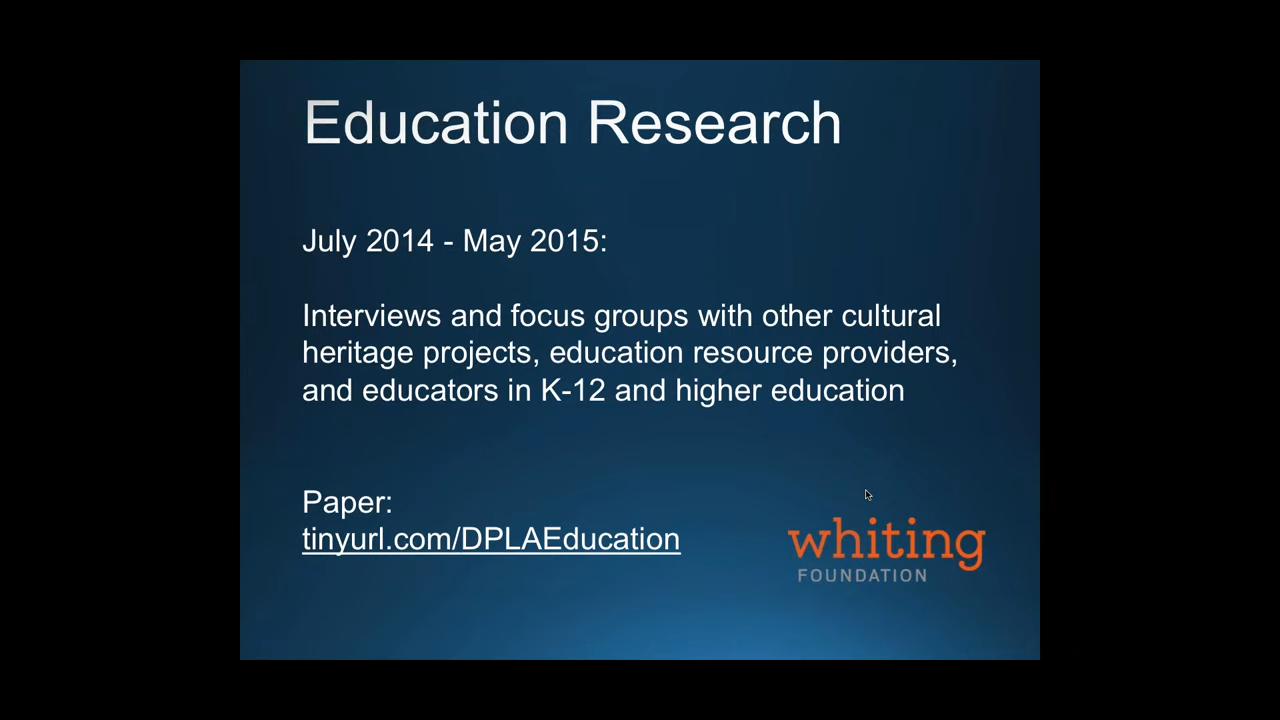 Education Research
July 2014 - May 2015:
Interviews and focus groups with other cultural
heritage projects, education resource providers,
and educators in K-12 and higher education
Paper:
tinyurl.com/DPLAEducation
whiting
FOUNDATION